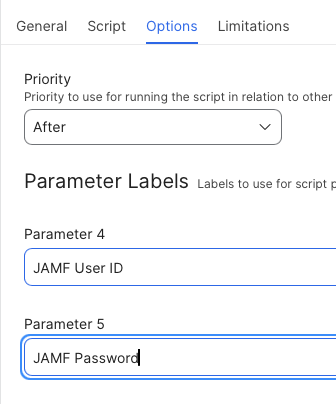 General Script Options Limitations
Priority
Priority to use for running the script in relation to other
After
Parameter Labels Labels to use for script p
Parameter 4
JAMF User ID
Parameter 5
JAMF Password